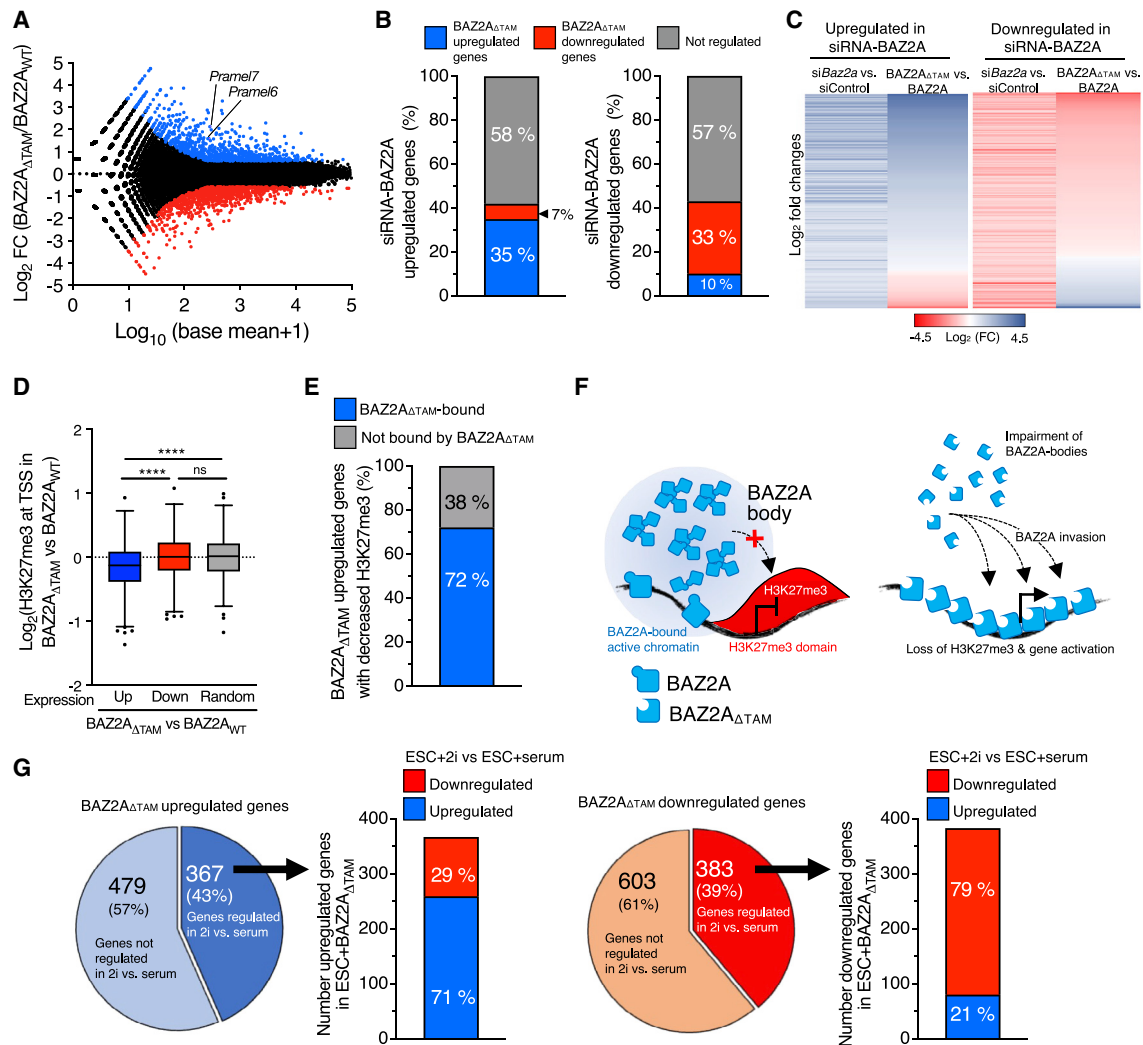 A
Log2 FC (BAZ2AΔTAM/BAZ2AWT)
5
4
3
2
1
0
-1
-2
-3
-4
-5
Pramel7
Pramel6
0
1
2
3
4
5
Log10 (base mean+1)
B
BAZ2AΔTAM upregulated genes
BAZ2AΔTAM downregulated genes
Not regulated
siRNA-BAZ2A upregulated genes (%)
100
80
60
40
20
0
58 %
7%
35 %
siRNA-BAZ2A downregulated genes (%)
100
80
60
40
20
0
57 %
33 %
10 %
C
Upregulated in siRNA-BAZ2A
Downregulated in siRNA-BAZ2A
siBaz2a vs. siControl
BAZ2AΔTAM vs. BAZ2A
siBaz2a vs. siControl
BAZ2AΔTAM vs. BAZ2A
Log2 fold changes
-4.5
Log2 (FC)
4.5
D
Log2(H3K27me3 at TSS in BAZ2AΔTAM vs BAZ2AWT)
2
1
0
-1
-2
****
****
ns
Expression
Up
Down
Random
BAZ2AΔTAM vs BAZ2AWT
E
BAZ2AΔTAM-bound
Not bound by BAZ2AΔTAM
BAZ2AΔTAM upregulated genes with decreased H3K27me3 (%)
100
80
60
40
20
0
38 %
72 %
F
BAZ2A body
H3K27me3
BAZ2A-bound active chromatin
H3K27me3 domain
BAZ2A
BAZ2AΔTAM
Impairment of BAZ2A-bodies
BAZ2A invasion
Loss of H3K27me3 & gene activation
G
BAZ2AΔTAM upregulated genes
479
(57%)
Genes not regulated in 2i vs. serum
367
(43%)
Genes regulated in 2i vs. serum
ESC+2i vs ESC+serum
Downregulated
Upregulated
Number upregulated genes in ESC+BAZ2AΔTAM
400
300
200
100
0
29 %
71 %
BAZ2AΔTAM downregulated genes
603
(61%)
Genes not regulated in 2i vs. serum
383
(39%)
Genes regulated in 2i vs. serum
ESC+2i vs ESC+serum
Downregulated
Upregulated
Number downregulated genes in ESC+BAZ2AΔTAM
400
300
200
100
0
79 %
21 %